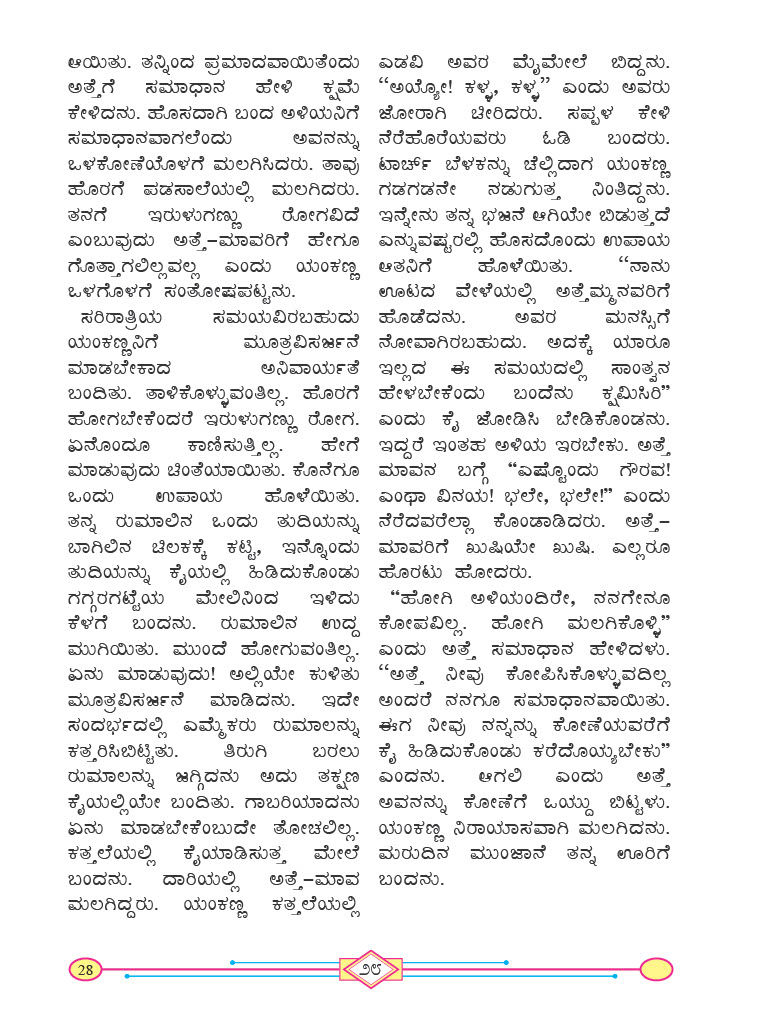 ಆಯಿತು. ತನ್ನಿಂದ ಪ್ರಮಾದವಾಯಿತೆಂದು
ಅತ್ತೆಗೆ ಸಮಾಧಾನ ಹೇಳಿ ಕ್ಷಮೆ
ಕೇಳಿದನು. ಹೊಸದಾಗಿ ಬಂದ ಅಳಿಯನಿಗೆ
ಸಮಾಧಾನವಾಗಲೆಂದು ಅವನನ್ನು
ಒಳಕೋಣೆಯೊಳಗೆ ಮಲಗಿಸಿದರು. ತಾವು
ಹೊರಗೆ ಪಡಸಾಲೆಯಲ್ಲಿ ಮಲಗಿದರು.
ತನಗೆ ಇರುಳುಗಣ್ಣು ರೋಗವಿದೆ
ಎಂಬುವುದು ಅತ್ತೆ–ಮಾವರಿಗೆ ಹೇಗೂ
ಗೊತ್ತಾಗಲಿಲ್ಲವಲ್ಲ ಎಂದು ಯಂಕಣ್ಣ
ಒಳಗೊಳಗೆ ಸಂತೋಷಪಟ್ಟನು.
ಸರಿರಾತ್ರಿಯ ಸಮಯವಿರಬಹುದು
ಯಂಕಣ್ಣನಿಗೆ ಮೂತ್ರವಿಸರ್ಜನೆ
ಮಾಡಬೇಕಾದ ಅನಿವಾರ್ಯತೆ
ಬಂದಿತು. ತಾಳಿಕೊಳ್ಳುವಂತಿಲ್ಲ. ಹೊರಗೆ
ಹೋಗಬೇಕೆಂದರೆ ಇರುಳುಗಣ್ಣು ರೋಗ.
ಏನೊಂದೂ ಕಾಣಿಸುತ್ತಿಲ್ಲ. ಹೇಗೆ
ಮಾಡುವುದು ಚಿಂತೆಯಾಯಿತು. ಕೊನೆಗೂ
ಒಂದು ಉಪಾಯ ಹೊಳೆಯಿತು.
ತನ್ನ ರುಮಾಲಿನ ಒಂದು ತುದಿಯನ್ನು
ಬಾಗಿಲಿನ ಚಿಲಕಕ್ಕೆ ಕಟ್ಟಿ, ಇನ್ನೊಂದು
ತುದಿಯನ್ನು ಕೈಯಲ್ಲಿ ಹಿಡಿದುಕೊಂಡು
ಗಗ್ಗರಗಟ್ಟೆಯ ಮೇಲಿನಿಂದ ಇಳಿದು
ಕೆಳಗೆ ಬಂದನು. ರುಮಾಲಿನ ಉದ್ದ
ಮುಗಿಯಿತು. ಮುಂದೆ ಹೋಗುವಂತಿಲ್ಲ.
ಏನು ಮಾಡುವುದು! ಅಲ್ಲಿಯೇ ಕುಳಿತು
ಮೂತ್ರವಿಸರ್ಜನೆ ಮಾಡಿದನು. ಇದೇ
ಸಂದರ್ಭದಲ್ಲಿ ಎಮ್ಮೆಕರು ರುಮಾಲನ್ನು
ಕತ್ತರಿಸಿಬಿಟ್ಟಿತು. ತಿರುಗಿ ಬರಲು
ರುಮಾಲನ್ನು ಜಗ್ಗಿದನು ಅದು ತಕ್ಷಣ
ಕೈಯಲ್ಲಿಯೇ ಬಂದಿತು. ಗಾಬರಿಯಾದನು
ಏನು ಮಾಡಬೇಕೆಂಬುದೇ ತೋಚಲಿಲ್ಲ.
ಕತ್ತಲೆಯಲ್ಲಿ ಕೈಯಾಡಿಸುತ್ತ ಮೇಲೆ
ಬಂದನು. ದಾರಿಯಲ್ಲಿ ಅತ್ತೆ–ಮಾವ
ಮಲಗಿದ್ದರು. ಯಂಕಣ್ಣ ಕತ್ತಲೆಯಲ್ಲಿ
ಎಡವಿ ಅವರ ಮೈಮೇಲೆ ಬಿದ್ದನು.
‘‘ಅಯ್ಯೋ! ಕಳ್ಳ, ಕಳ್ಳ’’ ಎಂದು ಅವರು
ಜೋರಾಗಿ ಚೀರಿದರು. ಸಪ್ಪಳ ಕೇಳಿ
ನೆರೆಹೊರೆಯವರು ಓಡಿ ಬಂದರು.
ಟಾರ್ಚ್ ಬೆಳಕನ್ನು ಚೆಲ್ಲಿದಾಗ ಯಂಕಣ್ಣ
ಗಡಗಡನೇ ನಡುಗುತ್ತ ನಿಂತಿದ್ದನು.
ಇನ್ನೇನು ತನ್ನ ಭಜನೆ ಆಗಿಯೇ ಬಿಡುತ್ತದೆ
ಎನ್ನುವಷ್ಟರಲ್ಲಿ ಹೊಸದೊಂದು ಉಪಾಯ
ಆತನಿಗೆ ಹೊಳೆಯಿತು. ‘‘ನಾನು
ಊಟದ ವೇಳೆಯಲ್ಲಿ ಅತ್ತೆಮ್ಮನವರಿಗೆ
ಹೊಡೆದನು. ಅವರ ಮನಸ್ಸಿಗೆ
ನೋವಾಗಿರಬಹುದು. ಅದಕ್ಕೆ ಯಾರೂ
ಇಲ್ಲದ ಈ ಸಮಯದಲ್ಲಿ ಸಾಂತ್ವನ
ಹೇಳಬೇಕೆಂದು ಬಂದೆನು ಕ್ಷಮಿಸಿರಿ”
ಎಂದು ಕೈ ಜೋಡಿಸಿ ಬೇಡಿಕೊಂಡನು.
ಇದ್ದರೆ ಇಂತಹ ಅಳಿಯ ಇರಬೇಕು. ಅತ್ತೆ
ಮಾವನ ಬಗ್ಗೆ “ಎಷ್ಟೊಂದು ಗೌರವ!
ಎಂಥಾ ವಿನಯ! ಭಲೇ, ಭಲೇ!” ಎಂದು
ನೆರೆದವರೆಲ್ಲಾ ಕೊಂಡಾಡಿದರು. ಅತ್ತೆ–
ಮಾವರಿಗೆ ಖುಷಿಯೇ ಖುಷಿ. ಎಲ್ಲರೂ
ಹೊರಟು ಹೋದರು.
“ಹೋಗಿ ಅಳಿಯಂದಿರೇ, ನನಗೇನೂ
ಕೋಪವಿಲ್ಲ. ಹೋಗಿ ಮಲಗಿಕೊಳ್ಳಿ”
ಎಂದು ಅತ್ತೆ ಸಮಾಧಾನ ಹೇಳಿದಳು.
‘‘ಅತ್ತೆ ನೀವು ಕೋಪಿಸಿಕೊಳ್ಳುವದಿಲ್ಲ
ಅಂದರೆ ನನಗೂ ಸಮಾಧಾನವಾಯಿತು.
ಈಗ ನೀವು ನನ್ನನ್ನು ಕೋಣೆಯವರೆಗೆ
ಕೈ ಹಿಡಿದುಕೊಂಡು ಕರೆದೊಯ್ಯಬೇಕು”
ಎಂದನು. ಆಗಲಿ ಎಂದು ಅತ್ತೆ
ಅವನನ್ನು ಕೋಣೆಗೆ ಒಯ್ದು ಬಿಟ್ಟಳು.
ಯಂಕಣ್ಣ ನಿರಾಯಾಸವಾಗಿ ಮಲಗಿದನು.
ಮರುದಿನ ಮುಂಜಾನೆ ತನ್ನ ಊರಿಗೆ
ಬಂದನು.
28
೨೮